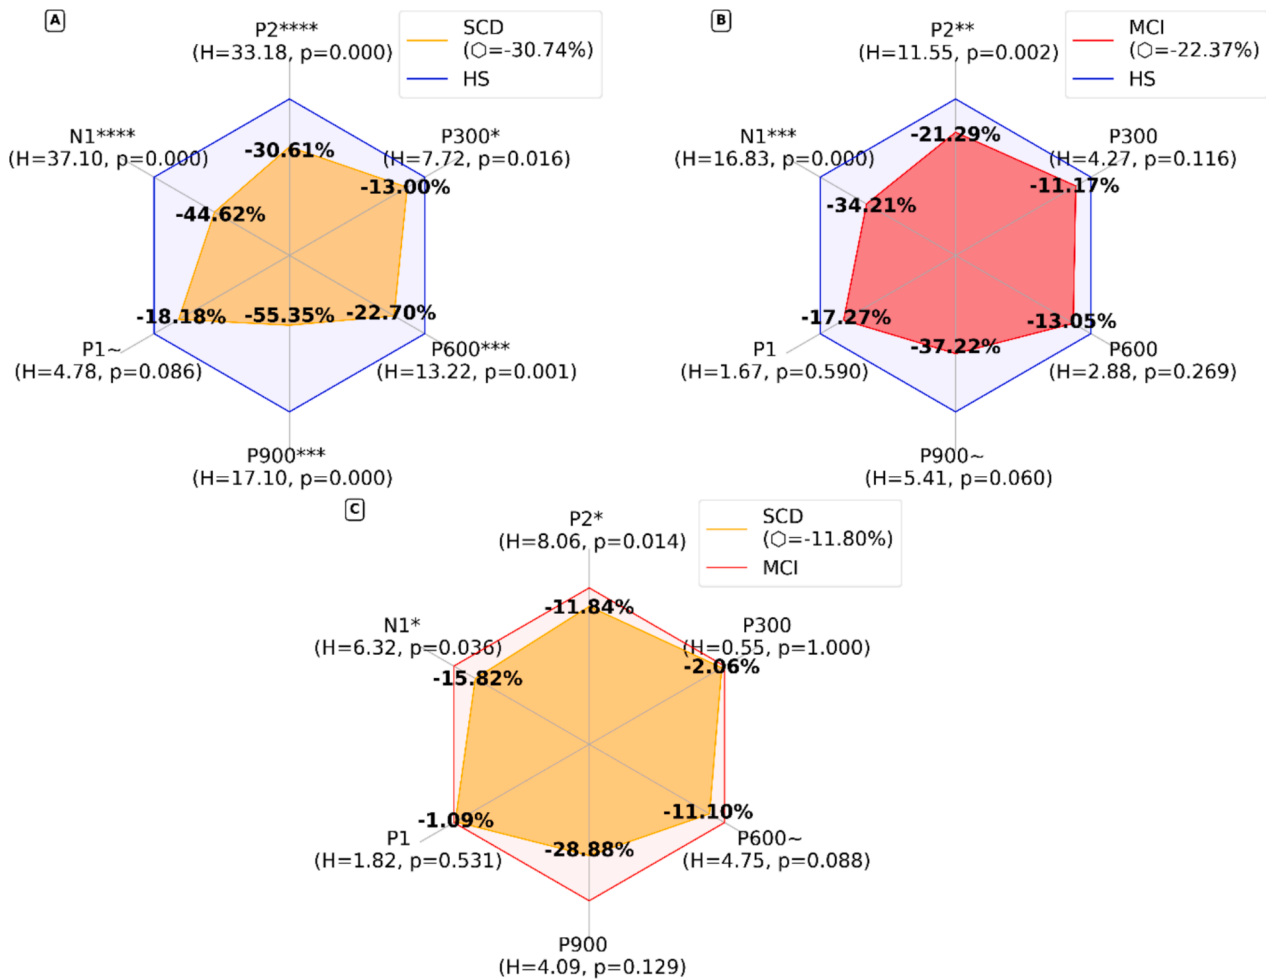 A
P2****
(H=33.18, p=0.000)
SCD
(⬡=-30.74%)
HS
N1****
(H=37.10, p=0.000)
P300*
(H=7.72, p=0.016)
-30.61%
-13.00%
-44.62%
-18.18%
-55.35%
-22.70%
P1~
(H=4.78, p=0.086)
P600***
(H=13.22, p=0.001)
P900***
(H=17.10, p=0.000)
B
P2**
(H=11.55, p=0.002)
MCI
(⬡=-22.37%)
HS
N1***
(H=16.83, p=0.000)
P300
(H=4.27, p=0.116)
-21.29%
-11.17%
-34.21%
-17.27%
-37.22%
-13.05%
P1
(H=1.67, p=0.590)
P600
(H=2.88, p=0.269)
P900~
(H=5.41, p=0.060)
C
P2*
(H=8.06, p=0.014)
SCD
(⬡=-11.80%)
MCI
N1*
(H=6.32, p=0.036)
P300
(H=0.55, p=1.000)
-11.84%
-2.06%
-15.82%
-1.09%
-28.88%
-11.10%
P1
(H=1.82, p=0.531)
P600~
(H=4.75, p=0.088)
P900
(H=4.09, p=0.129)